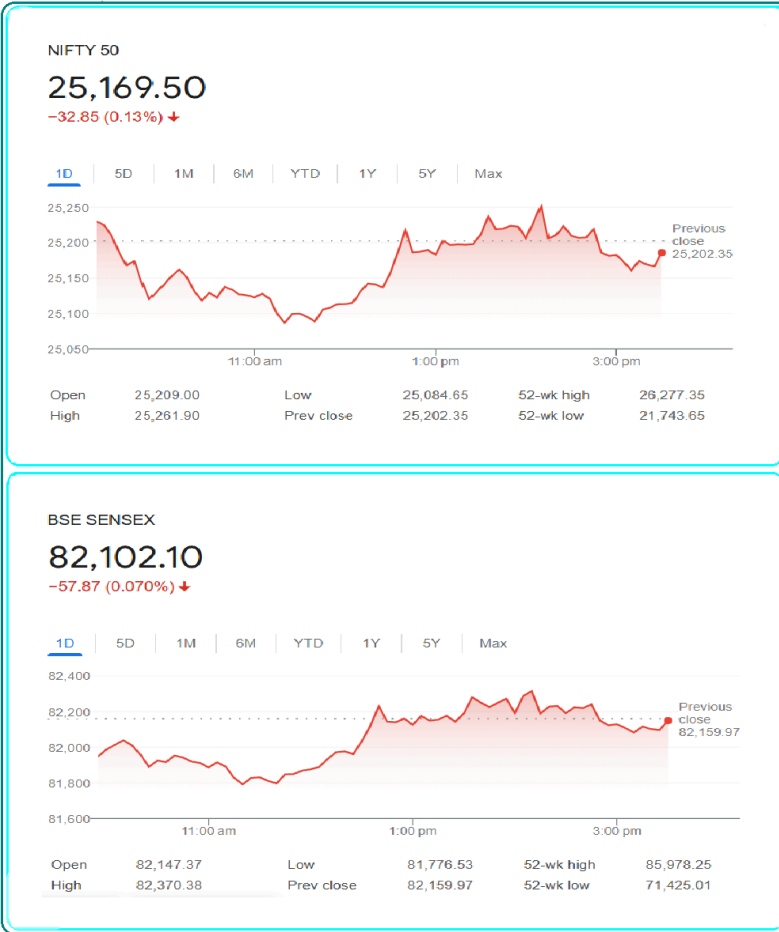 NIFTY 50
25,169.50
−32.85 (0.13%) ↓
1D 5D 1M 6M YTD 1Y 5Y Max
25,250
25,200
25,150
25,100
25,050
Previous
close
25,202.35
11:00 am 1:00 pm 3:00 pm
Open 25,209.00 Low 25,084.65 52-wk high 26,277.35
High 25,261.90 Prev close 25,202.35 52-wk low 21,743.65
BSE SENSEX
82,102.10
−57.87 (0.070%) ↓
1D 5D 1M 6M YTD 1Y 5Y Max
82,400
82,200
82,000
81,800
81,600
Previous
close
82,159.97
11:00 am 1:00 pm 3:00 pm
Open 82,147.37 Low 81,776.53 52-wk high 85,978.25
High 82,370.38 Prev close 82,159.97 52-wk low 71,425.01